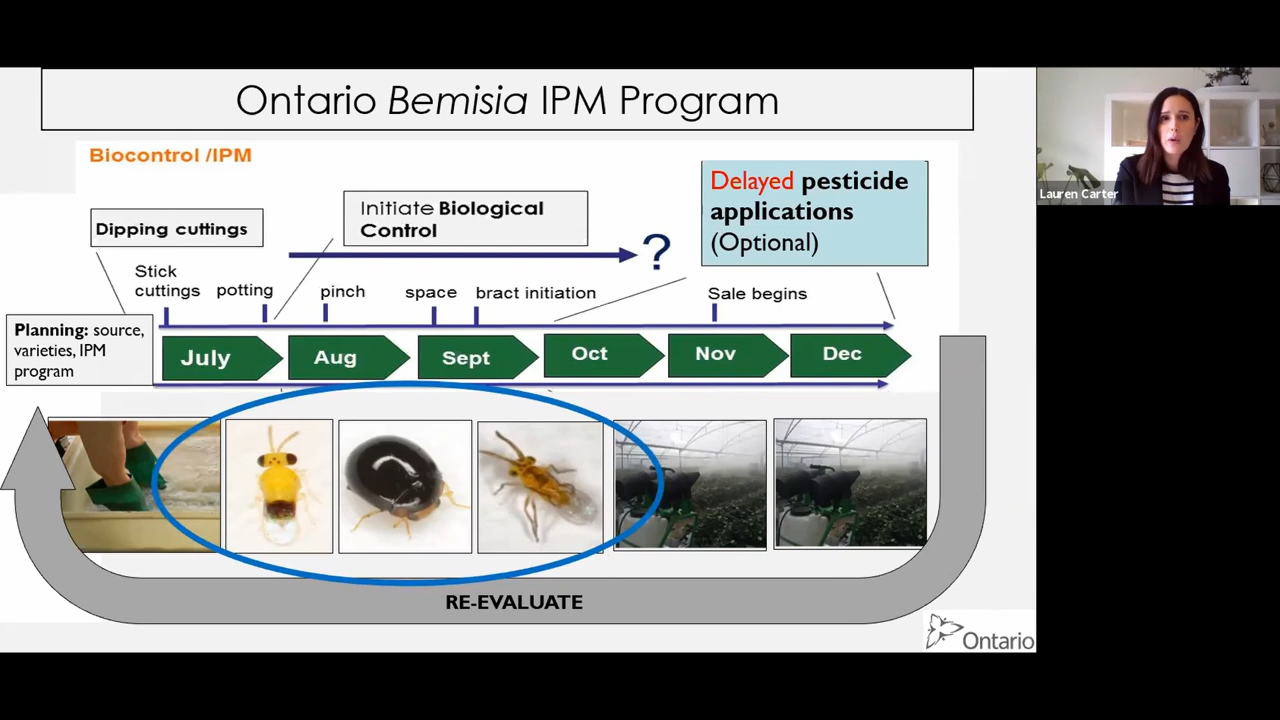 Ontario Bemisia IPM Program
Biocontrol /IPM
Delayed pesticide
applications
(Optional)
Initiate Biological
Control
Dipping cuttings
?
Stick
cuttings
potting
pinch
space
bract initiation
Sale begins
Planning: source,
varieties, IPM
program
July
Aug
Sept
Oct
Nov
Dec
RE-EVALUATE
Ontario
Lauren Carter